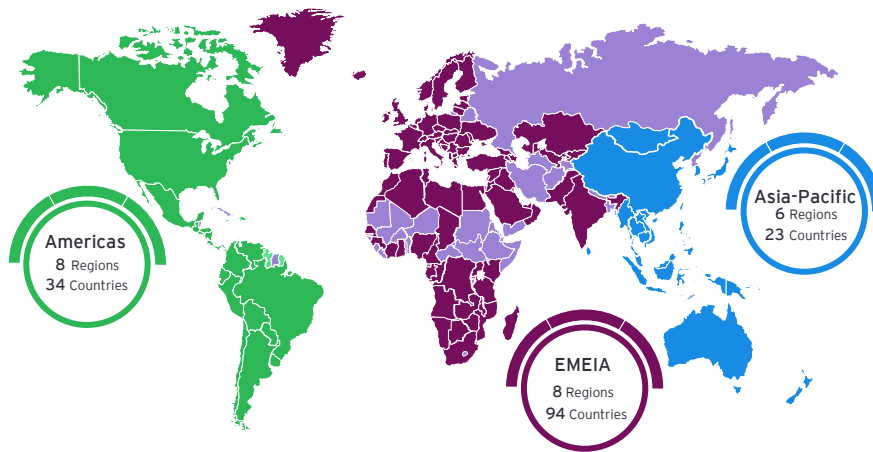 Americas
8 Regions
34 Countries
Asia-Pacific
6 Regions
23 Countries
EMEIA
8 Regions
94 Countries